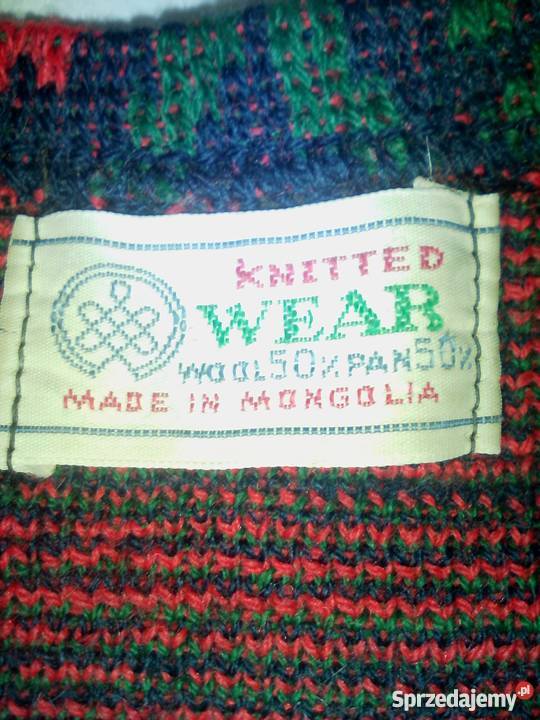 KNITTED
WEAR
WOOL50%PAN50%
MADE IN MONGOLIA
Sprzedajemy.pl